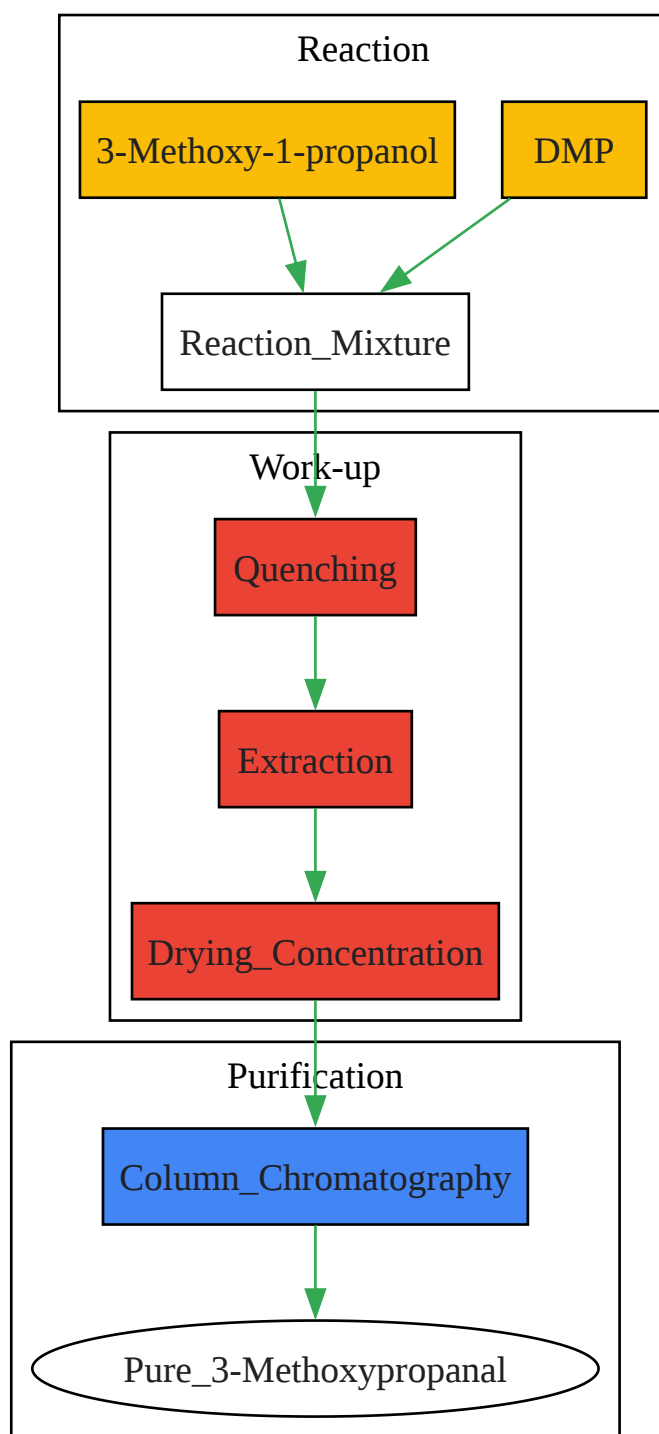 Reaction
3-Methoxy-1-propanol
DMP
Reaction_Mixture
Work-up
Quenching
Extraction
Drying_Concentration
Purification
Column_Chromatography
Pure_3-Methoxypropanal